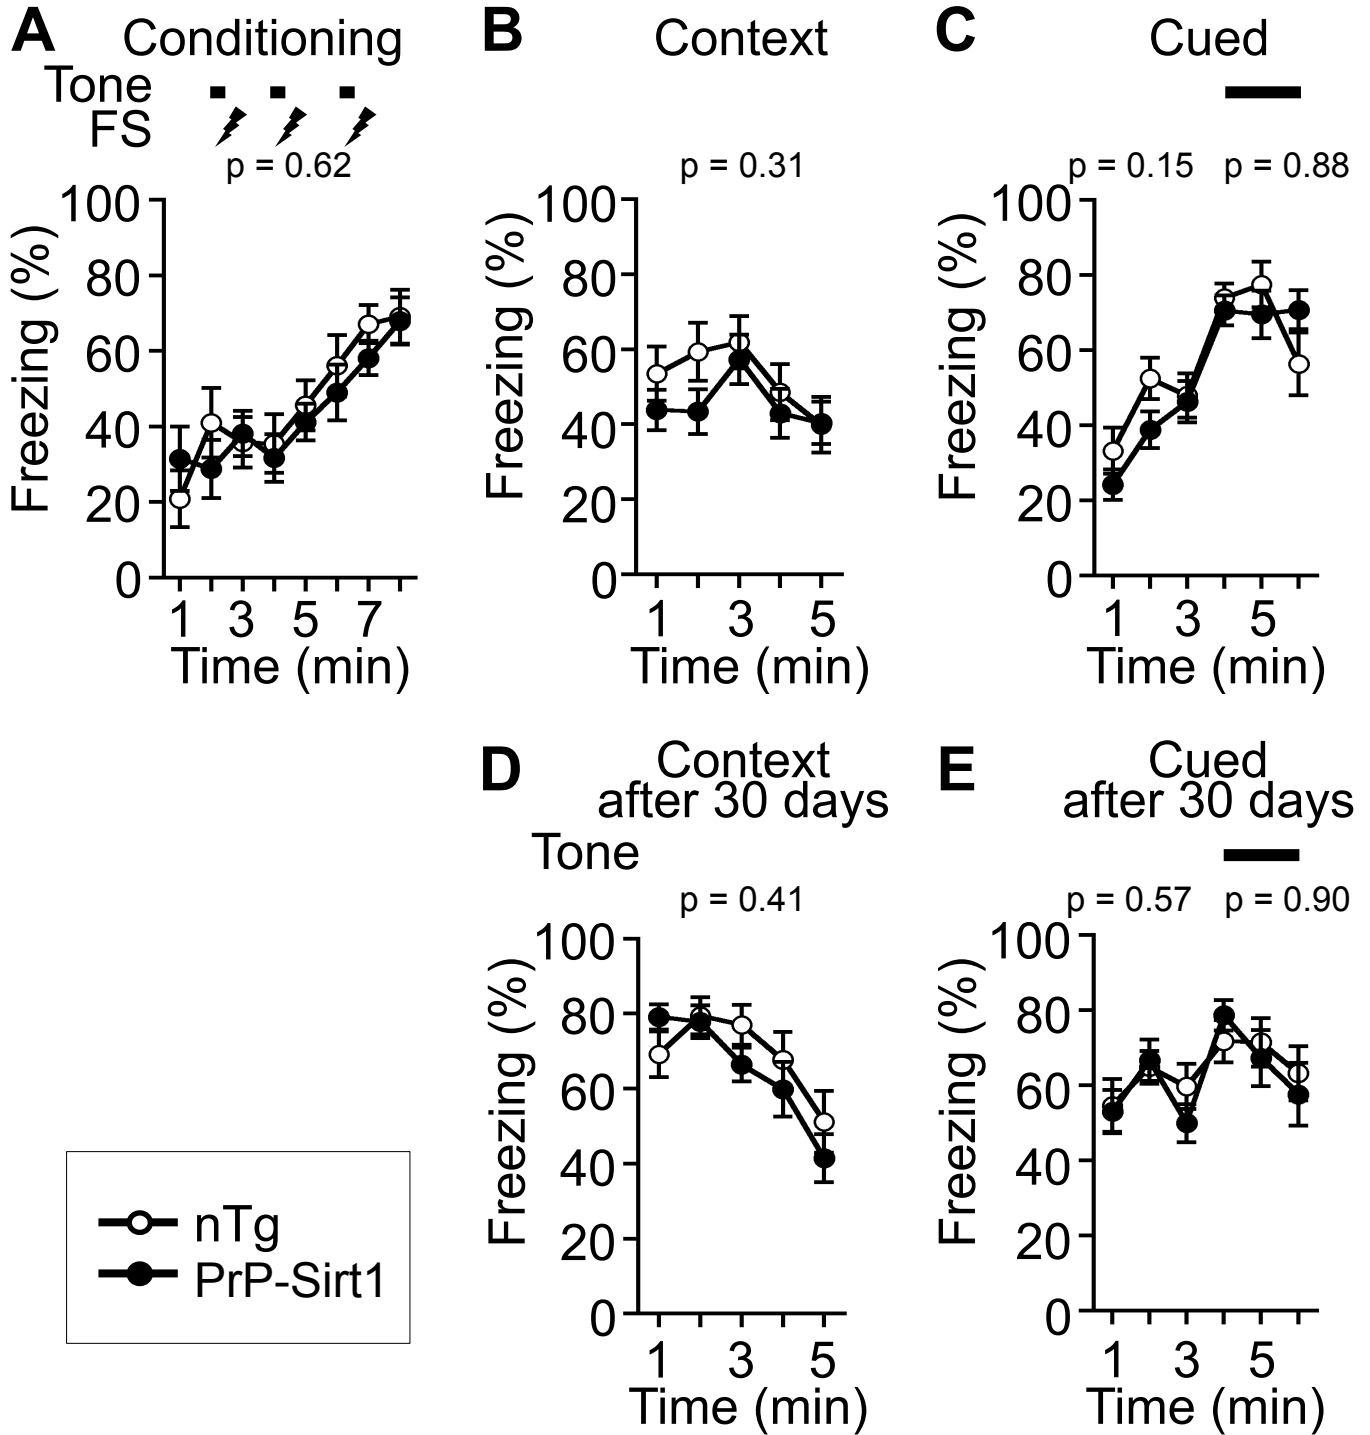 A Conditioning
Tone
FS
p = 0.62
100
80
60
40
20
0
Freezing (%)
1 3 5 7
Time (min)
B Context
p = 0.31
100
80
60
40
20
0
Freezing (%)
1 3 5
Time (min)
C Cued
p = 0.15 p = 0.88
100
80
60
40
20
0
Freezing (%)
1 3 5
Time (min)
D Context
after 30 days
Tone
p = 0.41
100
80
60
40
20
0
Freezing (%)
1 3 5
Time (min)
E Cued
after 30 days
p = 0.57 p = 0.90
100
80
60
40
20
0
Freezing (%)
1 3 5
Time (min)
nTg
PrP-Sirt1